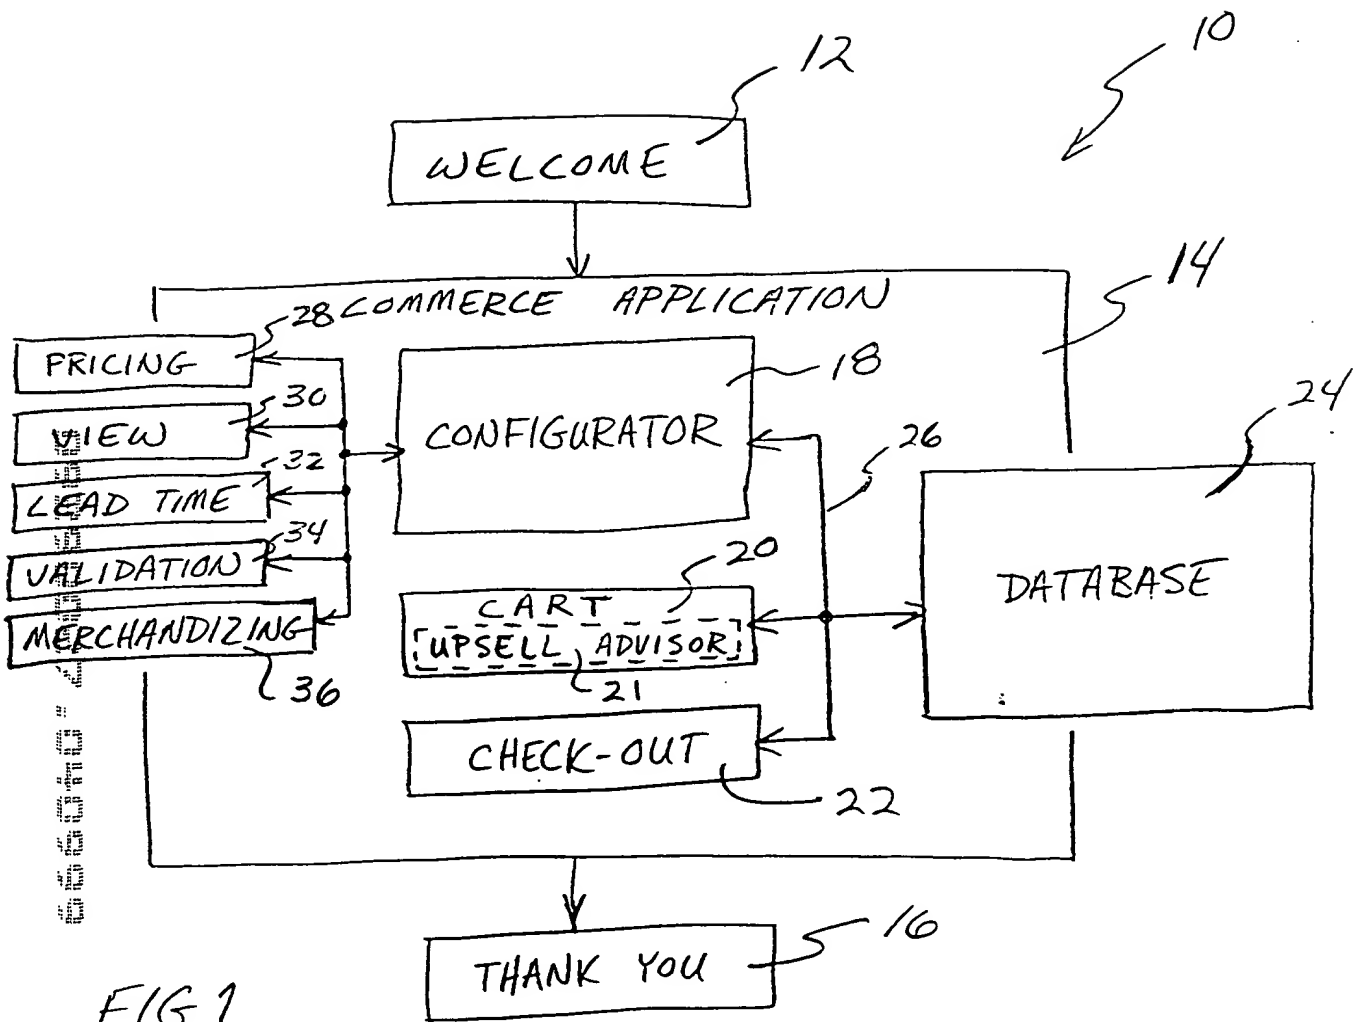 10
12
WELCOME
14
COMMERCE APPLICATION
28
PRICING
18
30
VIEW
CONFIGURATOR
24
26
32
LEAD TIME
34
VALIDATION
20
DATABASE
CART
UPSELL ADVISOR
21
MERCHANDIZING
36
CHECK-OUT
22
16
THANK YOU
FIG 1